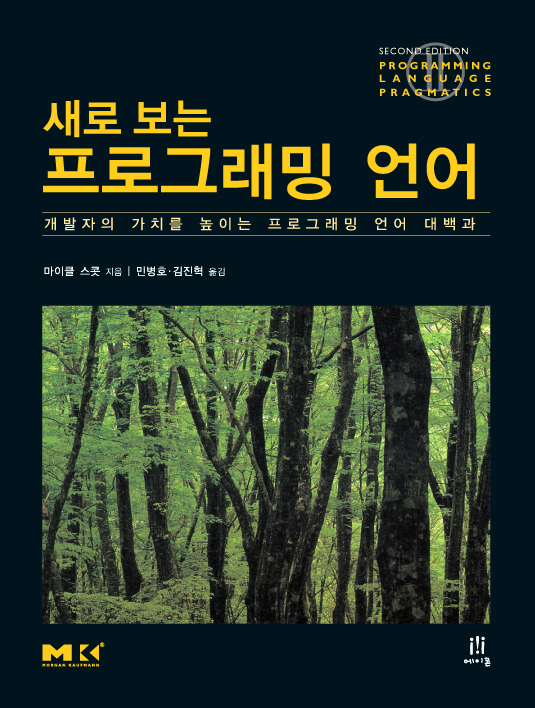 SECOND EDITION
PROGRAMMING
LANGUAGE
PRAGMATICS
II
새로 보는
프로그래밍 언어
개발자의 가치를 높이는 프로그래밍 언어 대백과
마이클 스콧 지음 | 민병호·김진혁 옮김
MK®
MORGAN KAUFMANN
에이콘